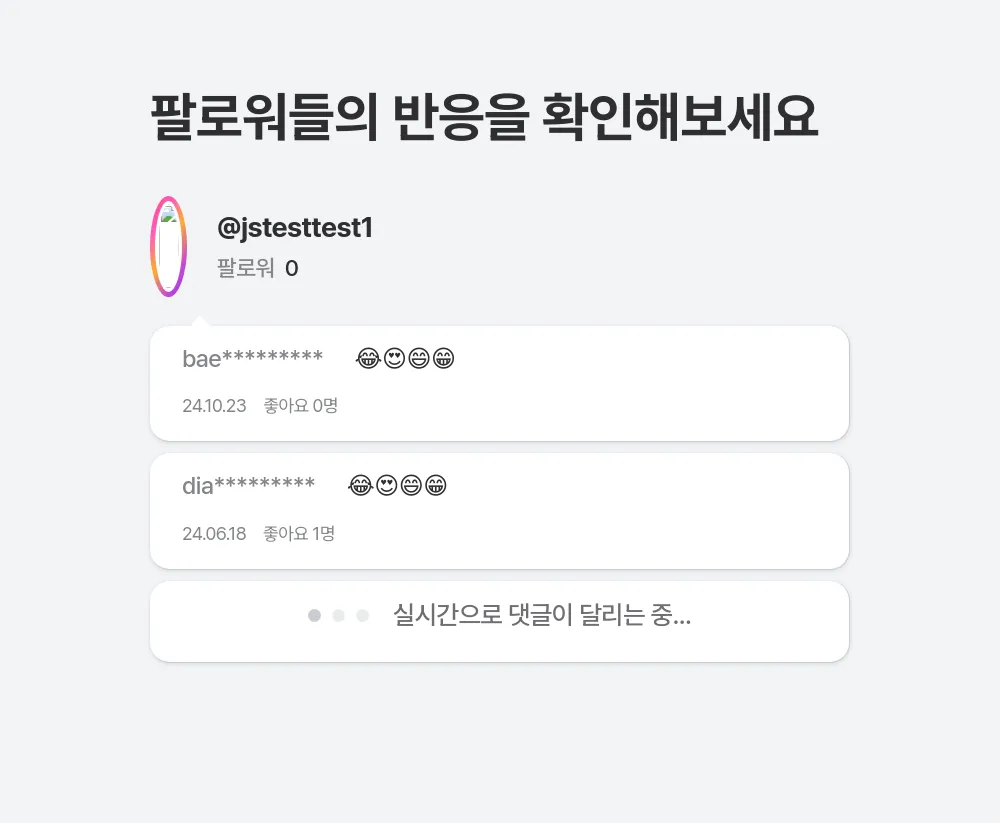 팔로워들의 반응을 확인해보세요
@jstesttest1
팔로워 0
bae********* 😂😍😄😁
24.10.23 좋아요 0명
dia********* 😂😍😄😁
24.06.18 좋아요 1명
실시간으로 댓글이 달리는 중...